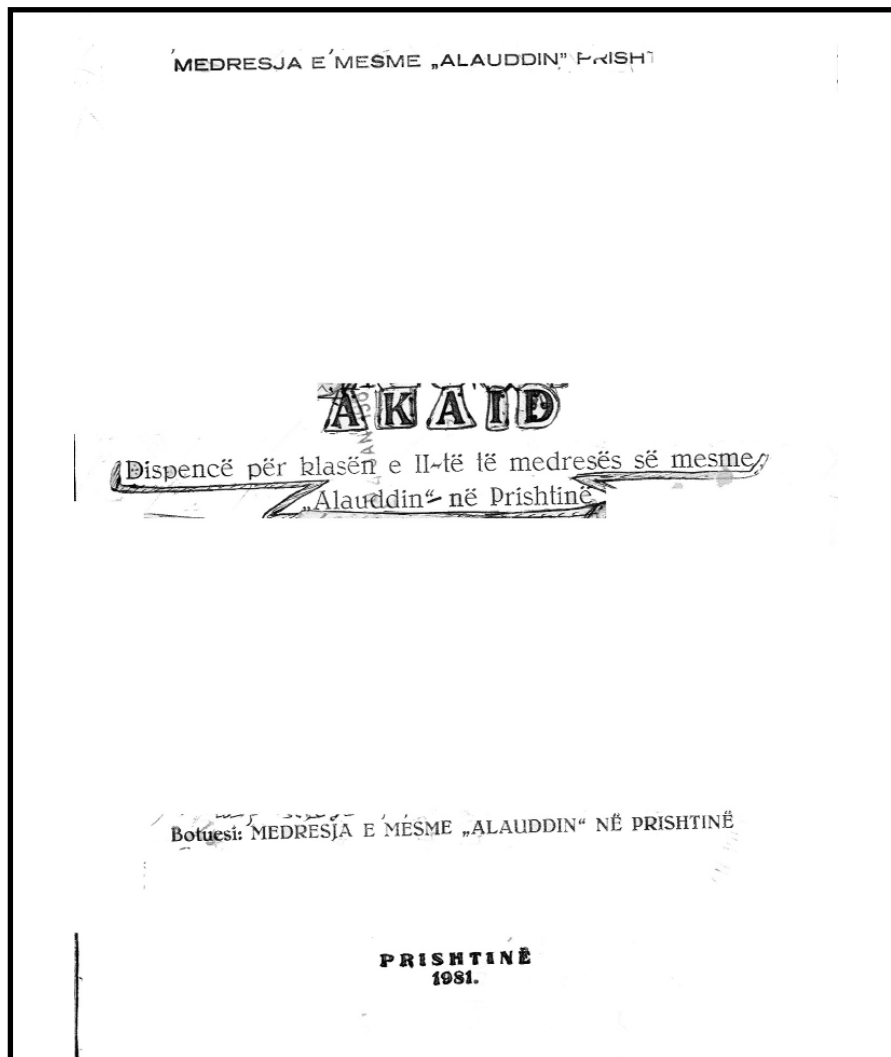 MEDRESJA E MESME „ALAUDDIN” PRISHT
AKAID
Dispencë për klasën e II-të të medresës së mesme
„Alauddin“ në Prishtinë
Botuesi: MEDRESJA E MESME „ALAUDDIN“ NË PRISHTINË
PRISHTINË
1981.